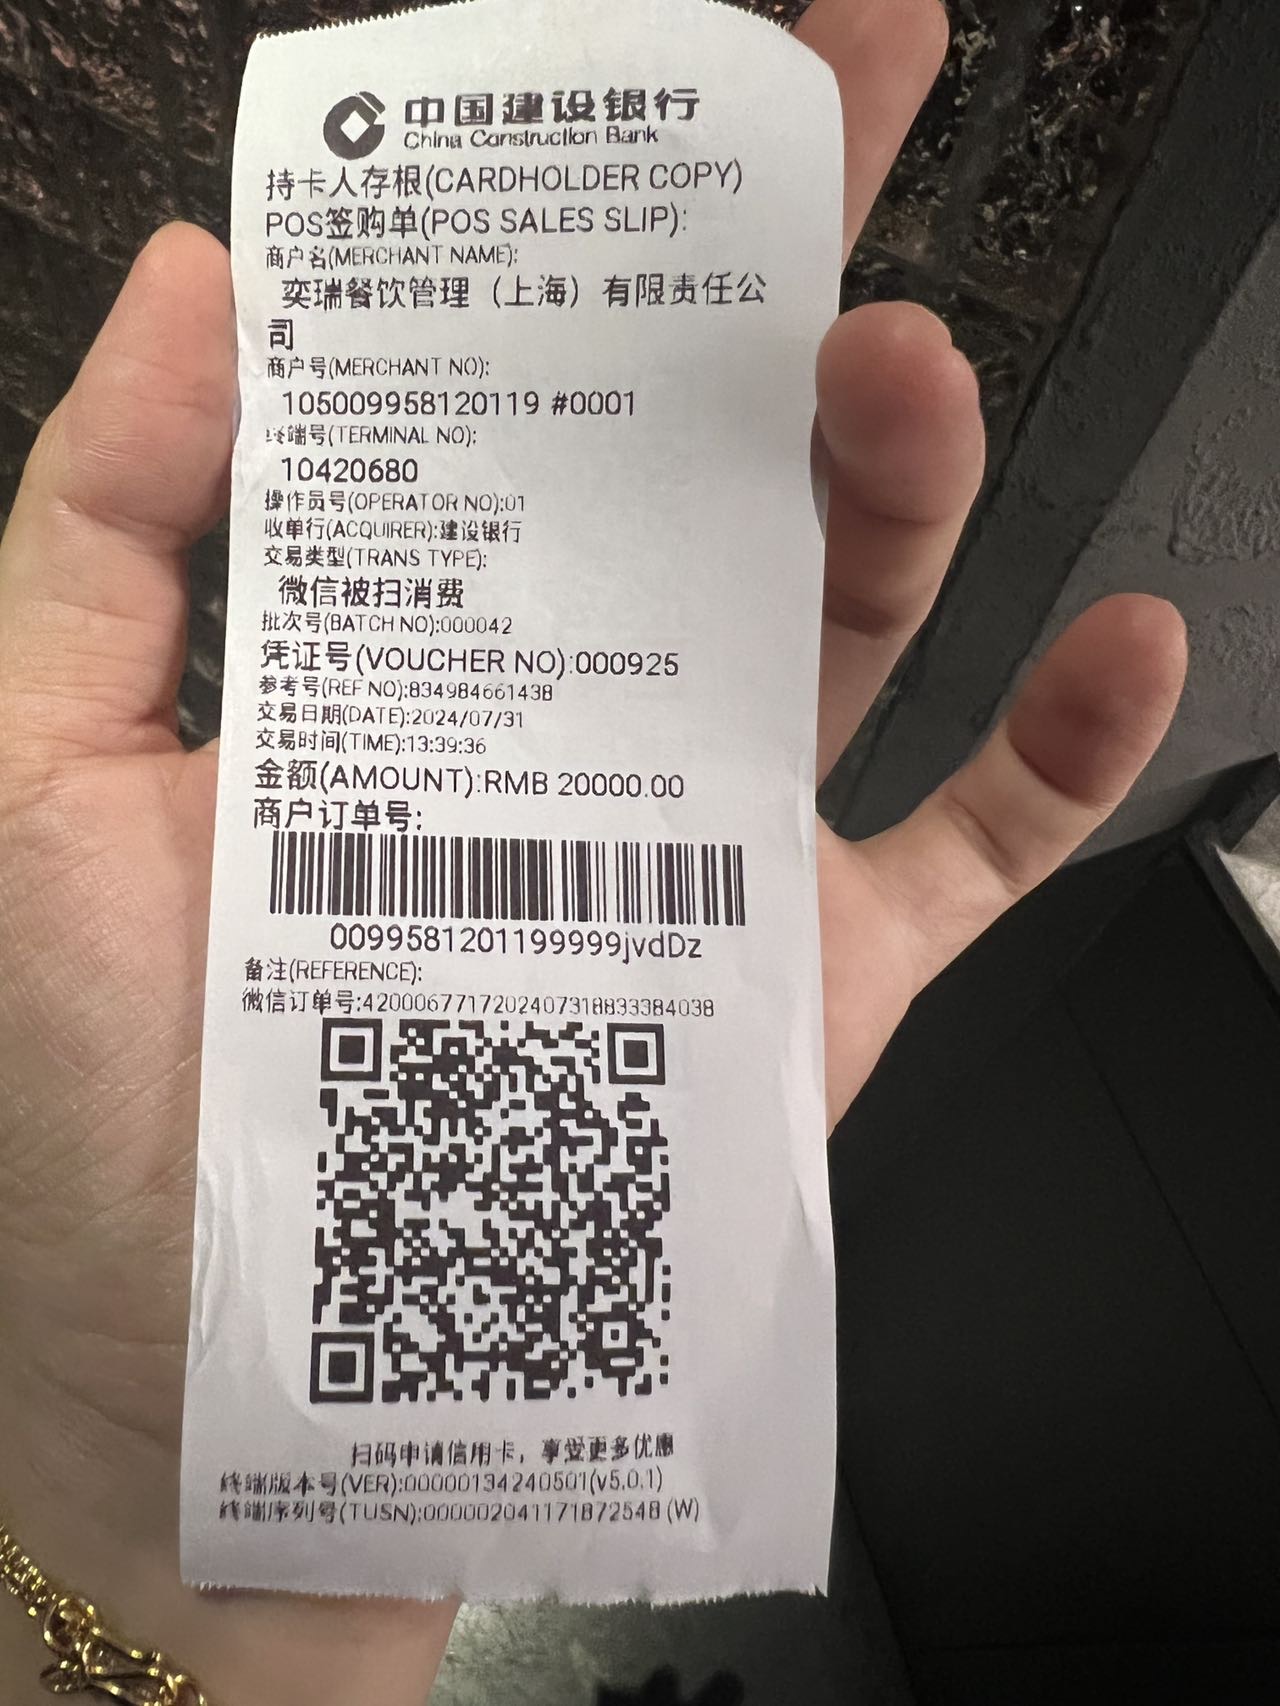 中国建设银行
China Construction Bank
持卡人存根(CARDHOLDER COPY)
POS签购单(POS SALES SLIP):
商户名(MERCHANT NAME):
奕瑞餐饮管理（上海）有限责任公
司
商户号(MERCHANT NO):
105009958120119 #0001
终端号(TERMINAL NO):
10420680
操作员号(OPERATOR NO):01
收单行(ACQUIRER):建设银行
交易类型(TRANS TYPE):
微信被扫消费
批次号(BATCH NO):000042
凭证号(VOUCHER NO):000925
参考号(REF NO):834984661438
交易日期(DATE):2024/07/31
交易时间(TIME):13:39:36
金额(AMOUNT):RMB 20000.00
商户订单号:
0099581201199999jvdDz
备注(REFERENCE):
微信订单号:4200067717202407318833384038
扫码申请信用卡，享受更多优惠
终端版本号(VER):00000134240501(v5.0.1)
终端序列号(TUSN):000002041171872548 (W)